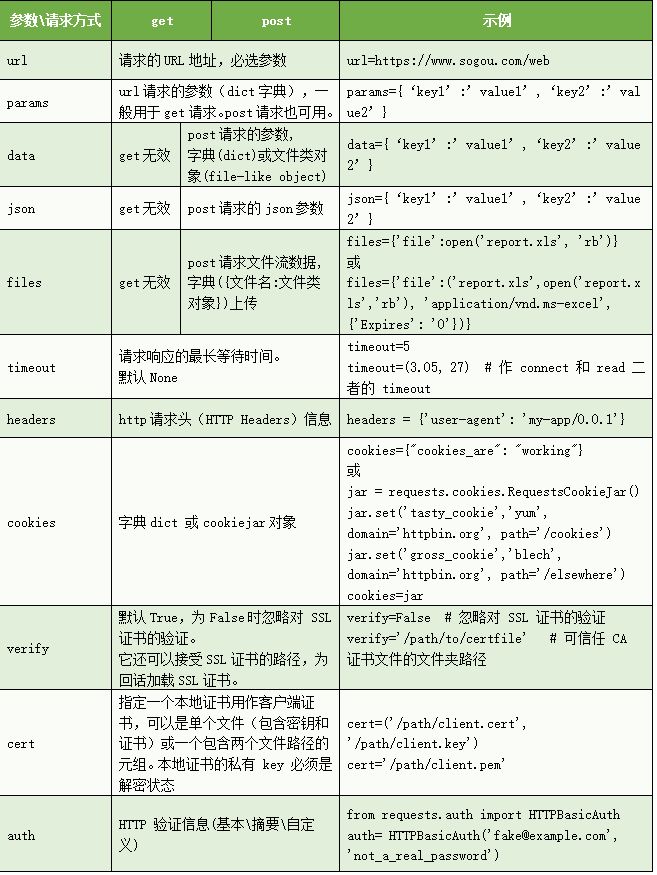 参数\请求方式 get post 示例
url 请求的URL 地址，必选参数 url=https://www.sogou.com/web
params
url 请求的参数（dict 字典），一
般用于 get 请求。post 请求也可用。
params={‘key1’:’value1’,‘key2’:’val
ue2’}
data
get 无效
post 请求的参数,
字典(dict)或文件类对
象(file-like object)
data={‘key1’:’value1’,‘key2’:’value
2’}
json
get 无效
post 请求的 json 参数
json={‘key1’:’value1’,‘key2’:’value
2’}
files
get 无效
post 请求文件流数据,
字典({文件名:文件类
对象})上传
files={'file':open('report.xls', 'rb')}
或
files={'file':('report.xls',open('report.x
ls','rb'), 'application/vnd.ms-excel',
{'Expires': '0'})}
timeout
请求响应的最长等待时间。
默认 None
timeout=5
timeout=(3.05, 27) # 作 connect 和 read 二
者的 timeout
headers http 请求头（HTTP Headers）信息 headers = {'user-agent': 'my-app/0.0.1'}
cookies
字典 dict 或 cookiejar 对象
cookies={"cookies_are": "working"}
或
jar = requests.cookies.RequestsCookieJar()
jar.set('tasty_cookie','yum',
domain='httpbin.org', path='/cookies')
jar.set('gross_cookie','blech',
domain='httpbin.org', path='/elsewhere')
cookies=jar
verify
默认 True，为 False 时忽略对 SSL
证书的验证。
它还可以接受 SSL 证书的路径，为
回话加载 SSL 证书。
verify=False # 忽略对 SSL 证书的验证
verify='/path/to/certfile' # 可信任 CA
证书文件的文件夹路径
cert
指定一个本地证书用作客户端证
书，可以是单个文件（包含密钥和
证书）或一个包含两个文件路径的
元组。本地证书的私有 key 必须是
解密状态
cert=('/path/client.cert',
'/path/client.key')
cert='/path/client.pem'
auth
HTTP 验证信息(基本\摘要\自定
义)
from requests.auth import HTTPBasicAuth
auth= HTTPBasicAuth('fake@example.com',
'not_a_real_password')